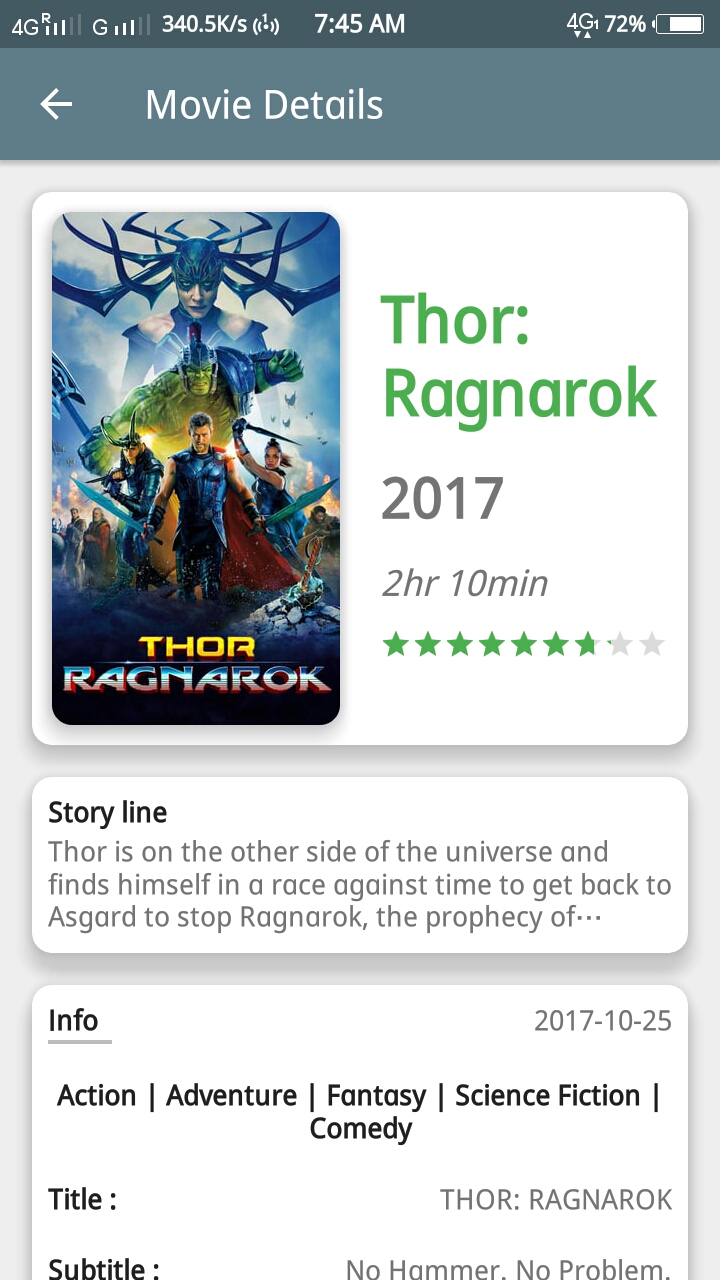 4G R G 340.5K/s 7:45 AM 4G1 72%
Movie Details
THOR
RAGNAROK
Thor:
Ragnarok
2017
2hr 10min
Story line
Thor is on the other side of the universe and
finds himself in a race against time to get back to
Asgard to stop Ragnarok, the prophecy of···
Info 2017-10-25
Action | Adventure | Fantasy | Science Fiction |
Comedy
Title : THOR: RAGNAROK
Subtitle : No Hammer. No Problem.